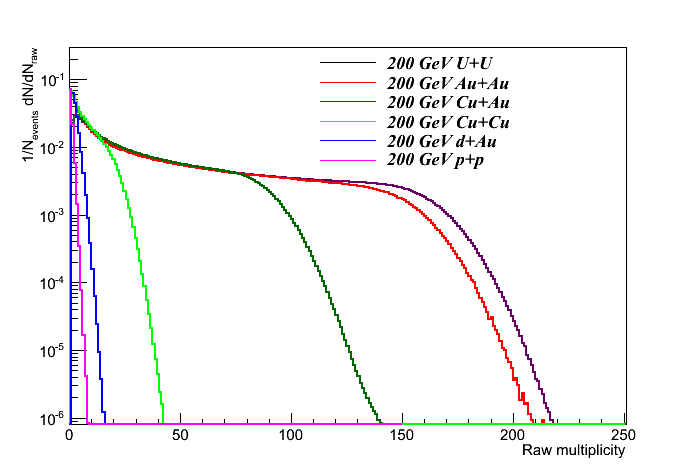 200 GeV U+U
200 GeV Au+Au
200 GeV Cu+Au
200 GeV Cu+Cu
200 GeV d+Au
200 GeV p+p
1/N_events dN/dN_raw
10^-1
10^-2
10^-3
10^-4
10^-5
10^-6
0 50 100 150 200 250
Raw multiplicity